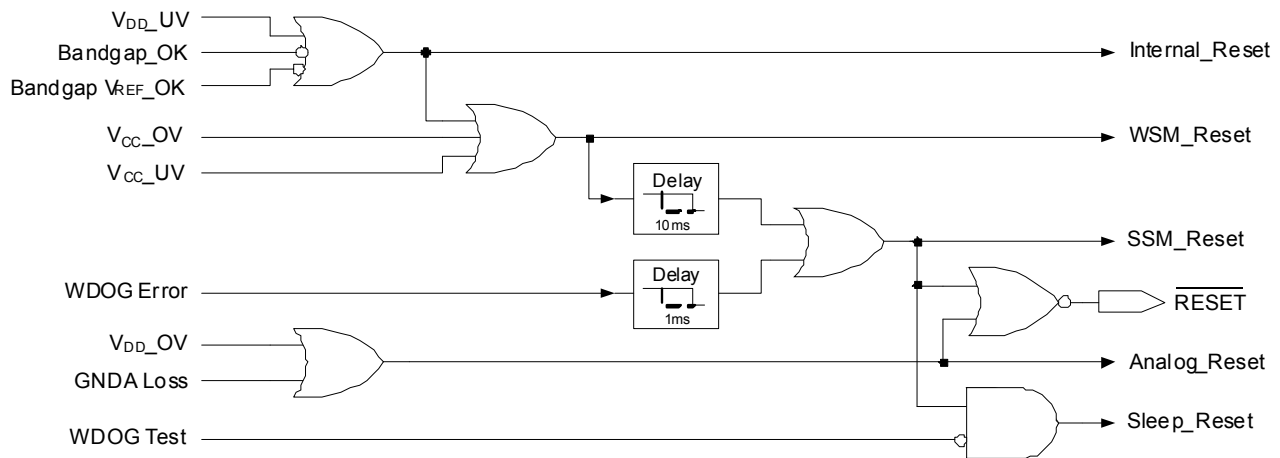 VDD_UV
Bandgap_OK
Bandgap VREF_OK
Internal_Reset
VCC_OV
VCC_UV
WSM_Reset
Delay
10ms
SSM_Reset
WDOG Error
Delay
1ms
RESET
VDD_OV
GNDA Loss
Analog_Reset
WDOG Test
Sleep_Reset